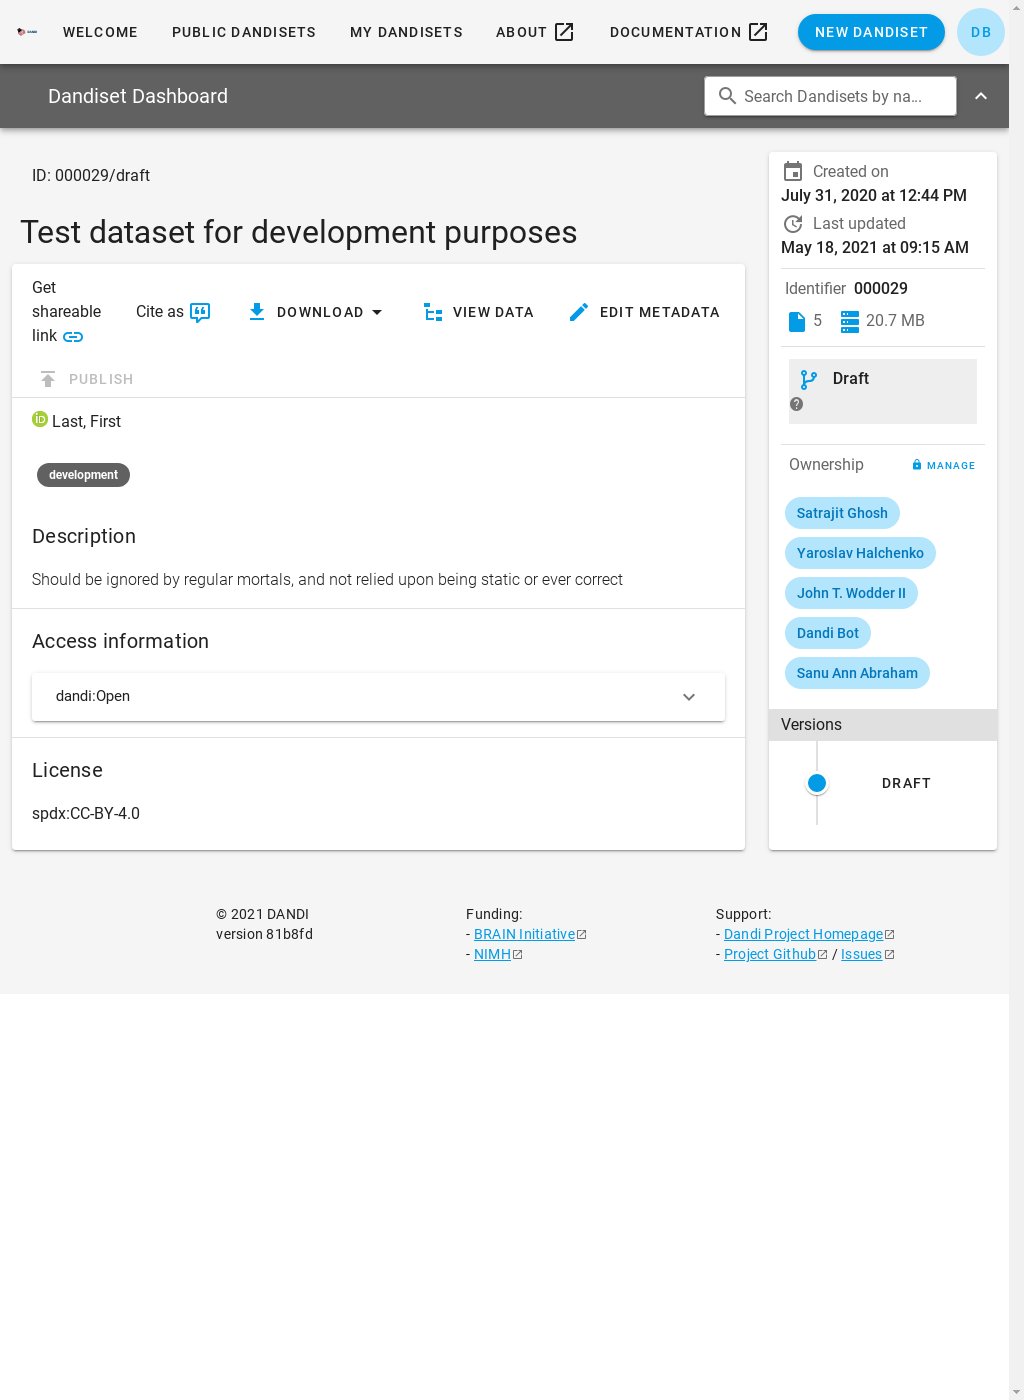 WELCOME PUBLIC DANDISETS MY DANDISETS ABOUT DOCUMENTATION NEW DANDISET DB
Dandiset Dashboard Search Dandisets by na...
ID: 000029/draft
Test dataset for development purposes
Get
shareable
link
Cite as
DOWNLOAD
VIEW DATA
EDIT METADATA
PUBLISH
iD Last, First
development
Description
Should be ignored by regular mortals, and not relied upon being static or ever correct
Access information
dandi:Open
License
spdx:CC-BY-4.0
Created on
July 31, 2020 at 12:44 PM
Last updated
May 18, 2021 at 09:15 AM
Identifier 000029
5 20.7 MB
Draft
Ownership MANAGE
Satrajit Ghosh
Yaroslav Halchenko
John T. Wodder II
Dandi Bot
Sanu Ann Abraham
Versions
DRAFT
© 2021 DANDI
version 81b8fd
Funding:
- BRAIN Initiative
- NIMH
Support:
- Dandi Project Homepage
- Project Github / Issues